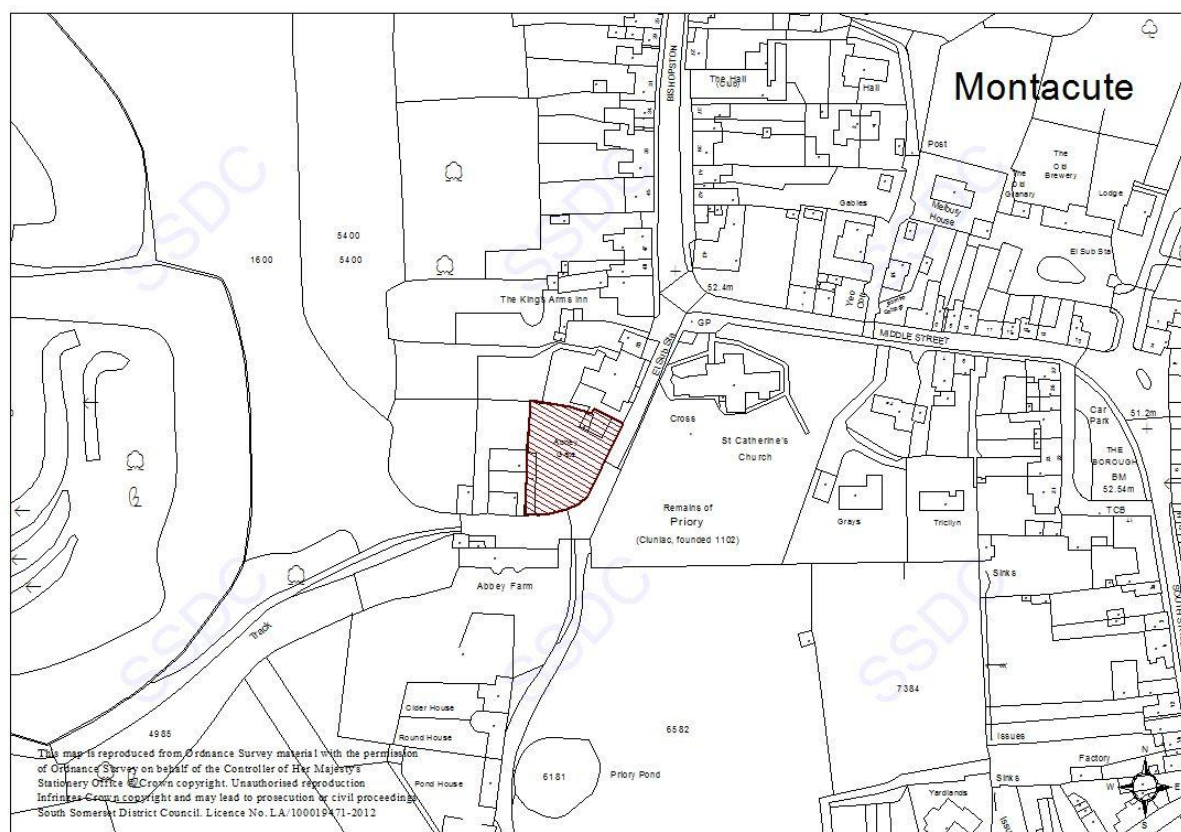 Montacute
BISHOPSTON
The Hall
(Club)
Hall
Post
The
Old
Brewery
The
Old
Granary
Lodge
Melbury
House
Gables
El Sub Sta
5400
5400
1600
52.4m
The King's Arms Inn
GP
El Sub Sta
MIDDLE STREET
Cross
St Catherine's
Church
Car
Park
51.2m
THE
BOROUGH
BM
52.54m
TCB
Remains of
Priory
(Cluniac, founded 1102)
Grays
Tricilyn
Abbey Farm
Sinks
Track
7384
6582
4985
Cider House
Round House
Pond House
6181
Priory Pond
Issues
Factory
Sinks
Yardlands
N
W
E
S
This map is reproduced from Ordnance Survey material with the permission
of Ordnance Survey on behalf of the Controller of Her Majesty's
Stationery Office © Crown copyright. Unauthorised reproduction
Infringes Crown copyright and may lead to prosecution or civil proceedings
South Somerset District Council. Licence No. LA/100019471-2012
SSDC
SSDC
SSDC
SSDC
SSDC
SSDC